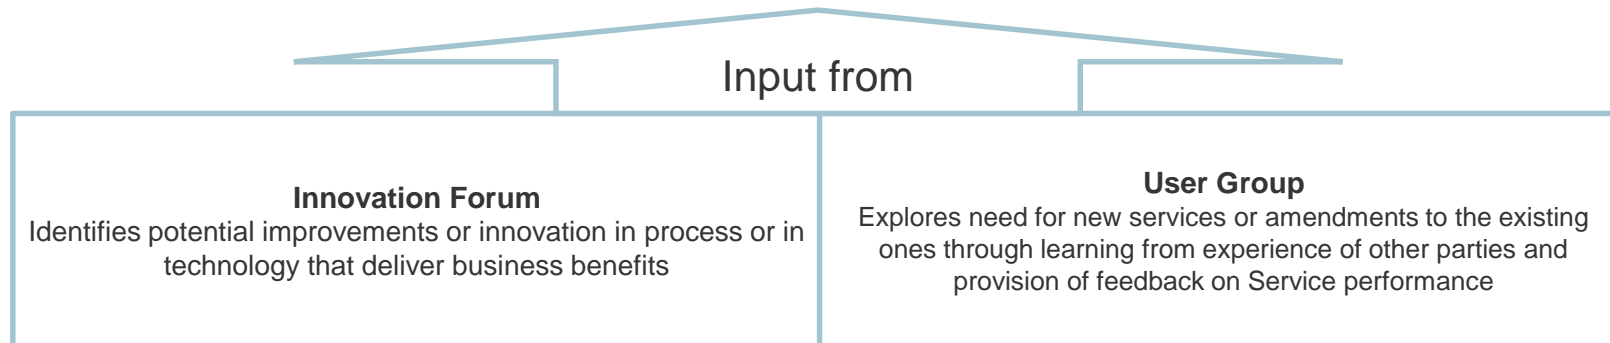 Input from
Innovation Forum
Identifies potential improvements or innovation in process or in
technology that deliver business benefits
User Group
Explores need for new services or amendments to the existing
ones through learning from experience of other parties and
provision of feedback on Service performance